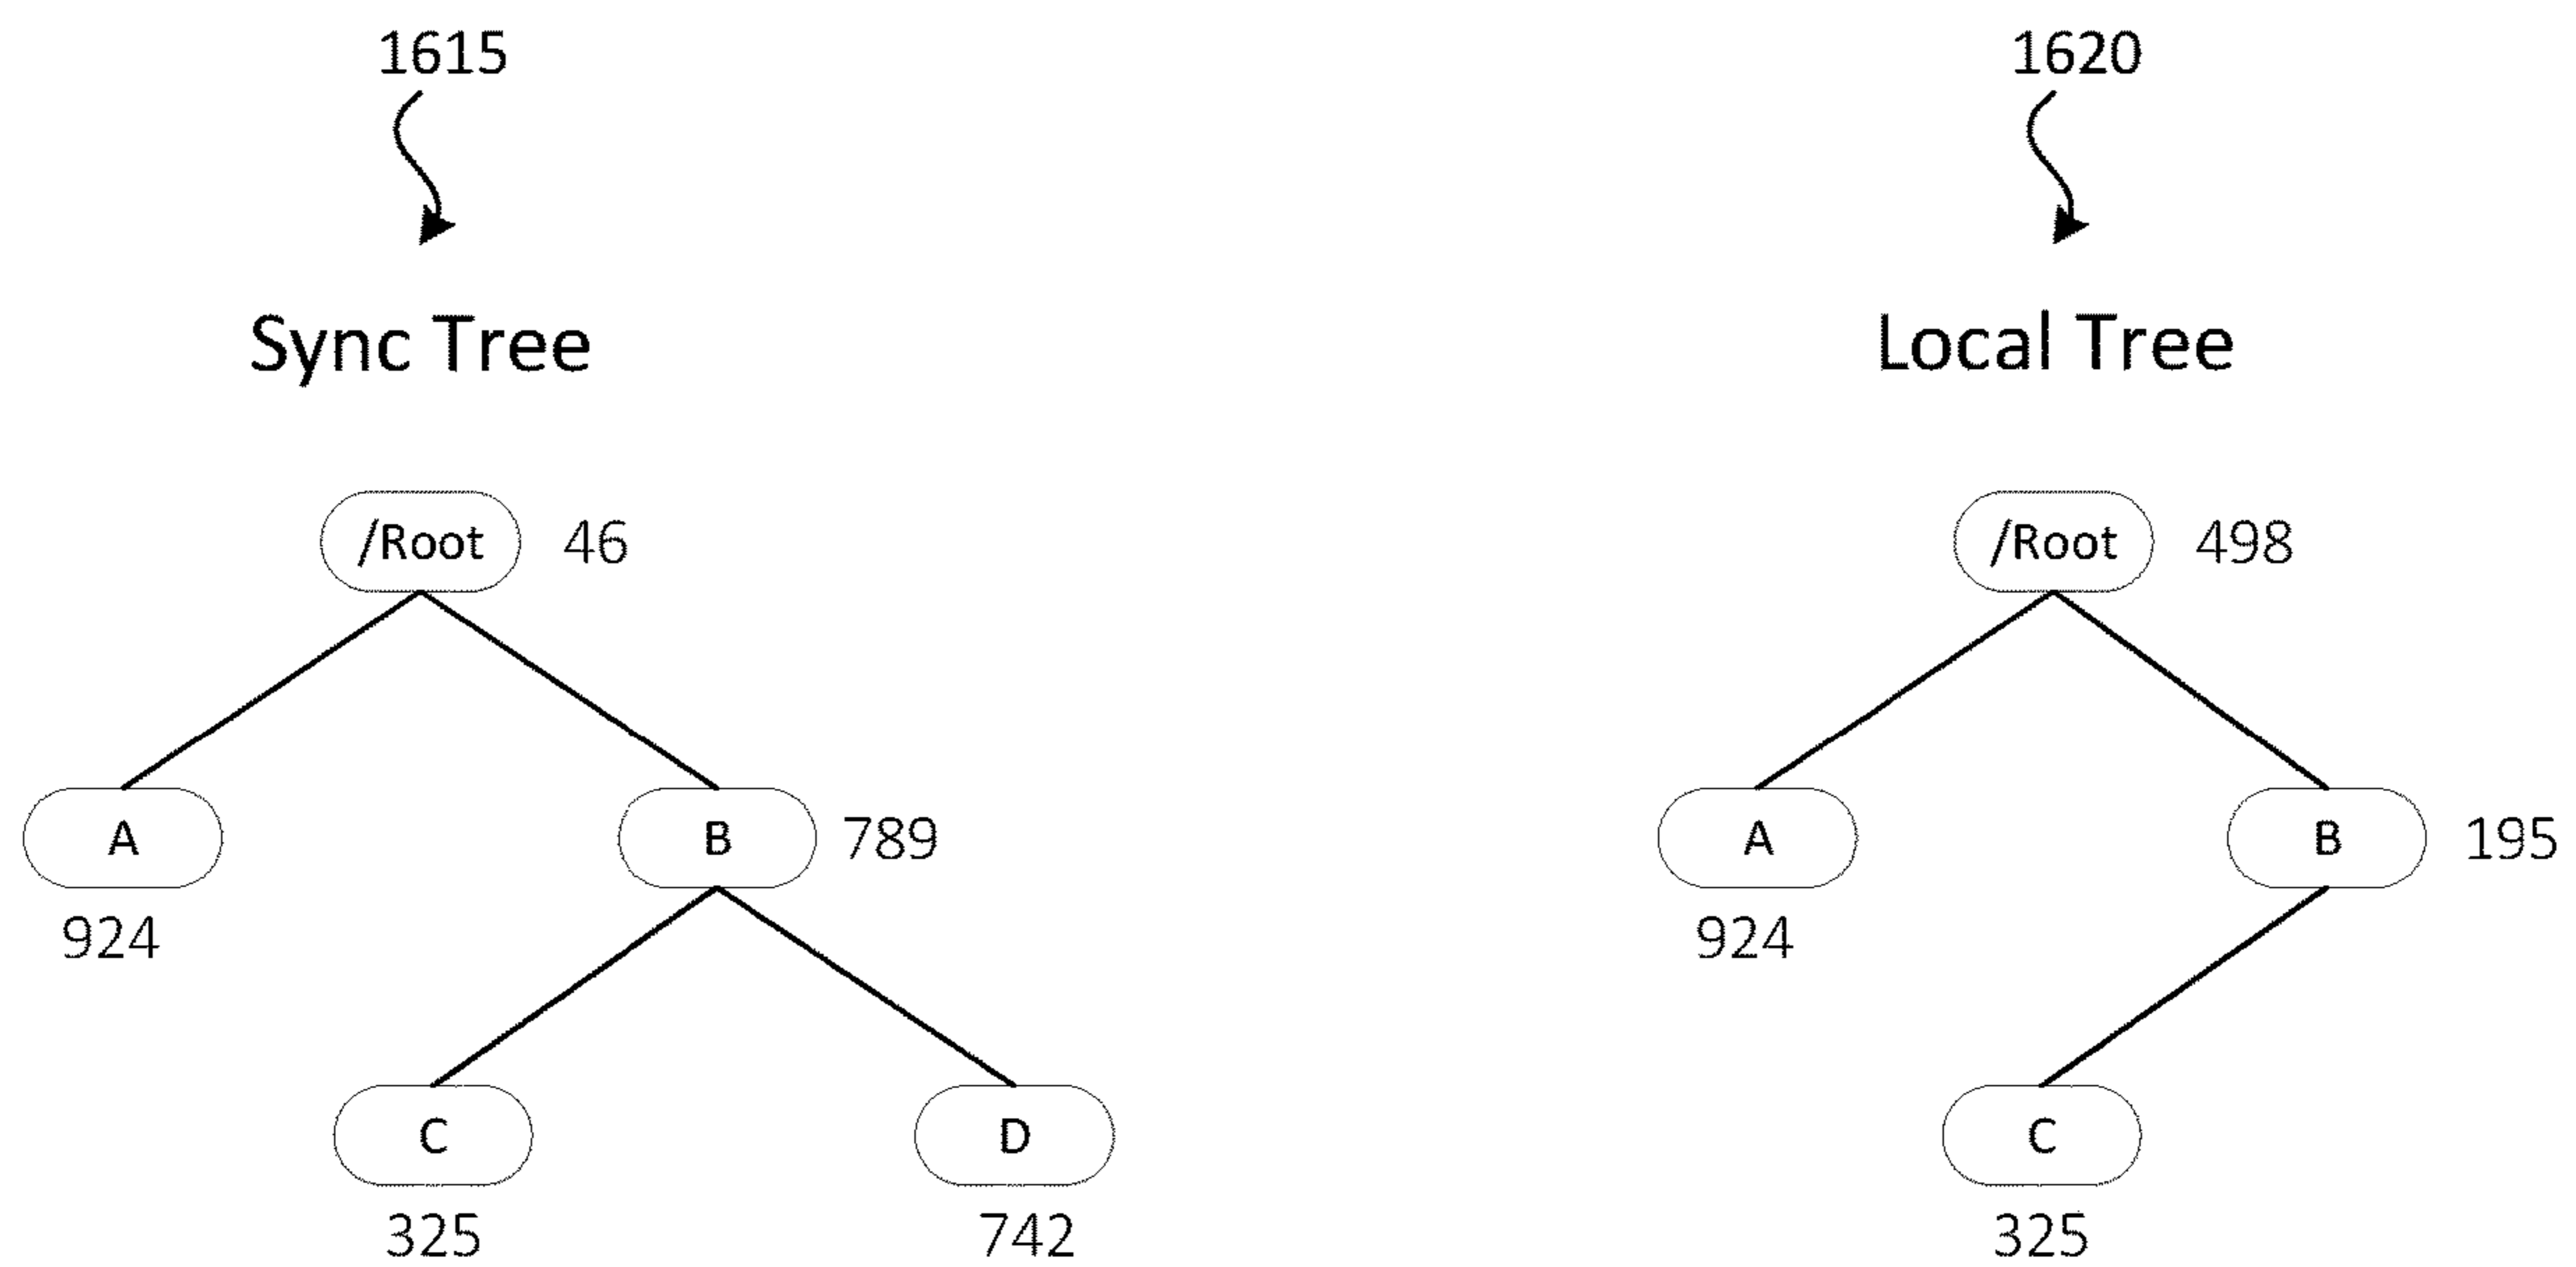 1615 1620
Sync Tree Local Tree
/Root 46 /Root 498
A B 789 A B 195
924 924
C D C
325 742 325